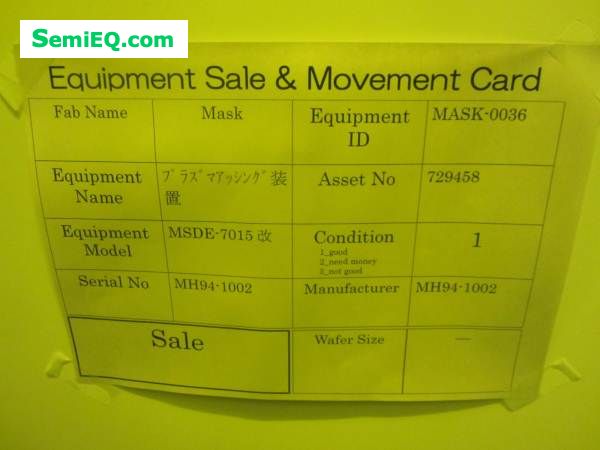 SemiEQ.com
Equipment Sale & Movement Card
Fab Name
Mask
Equipment
ID
MASK-0036
Equipment
Name
プラズマアッシング装
置
Asset No
729458
Equipment
Model
MSDE-7015 改
Condition
1_good
2_need money
3_not good
1
Serial No
MH94-1002
Manufacturer
MH94-1002
Sale
Wafer Size
—